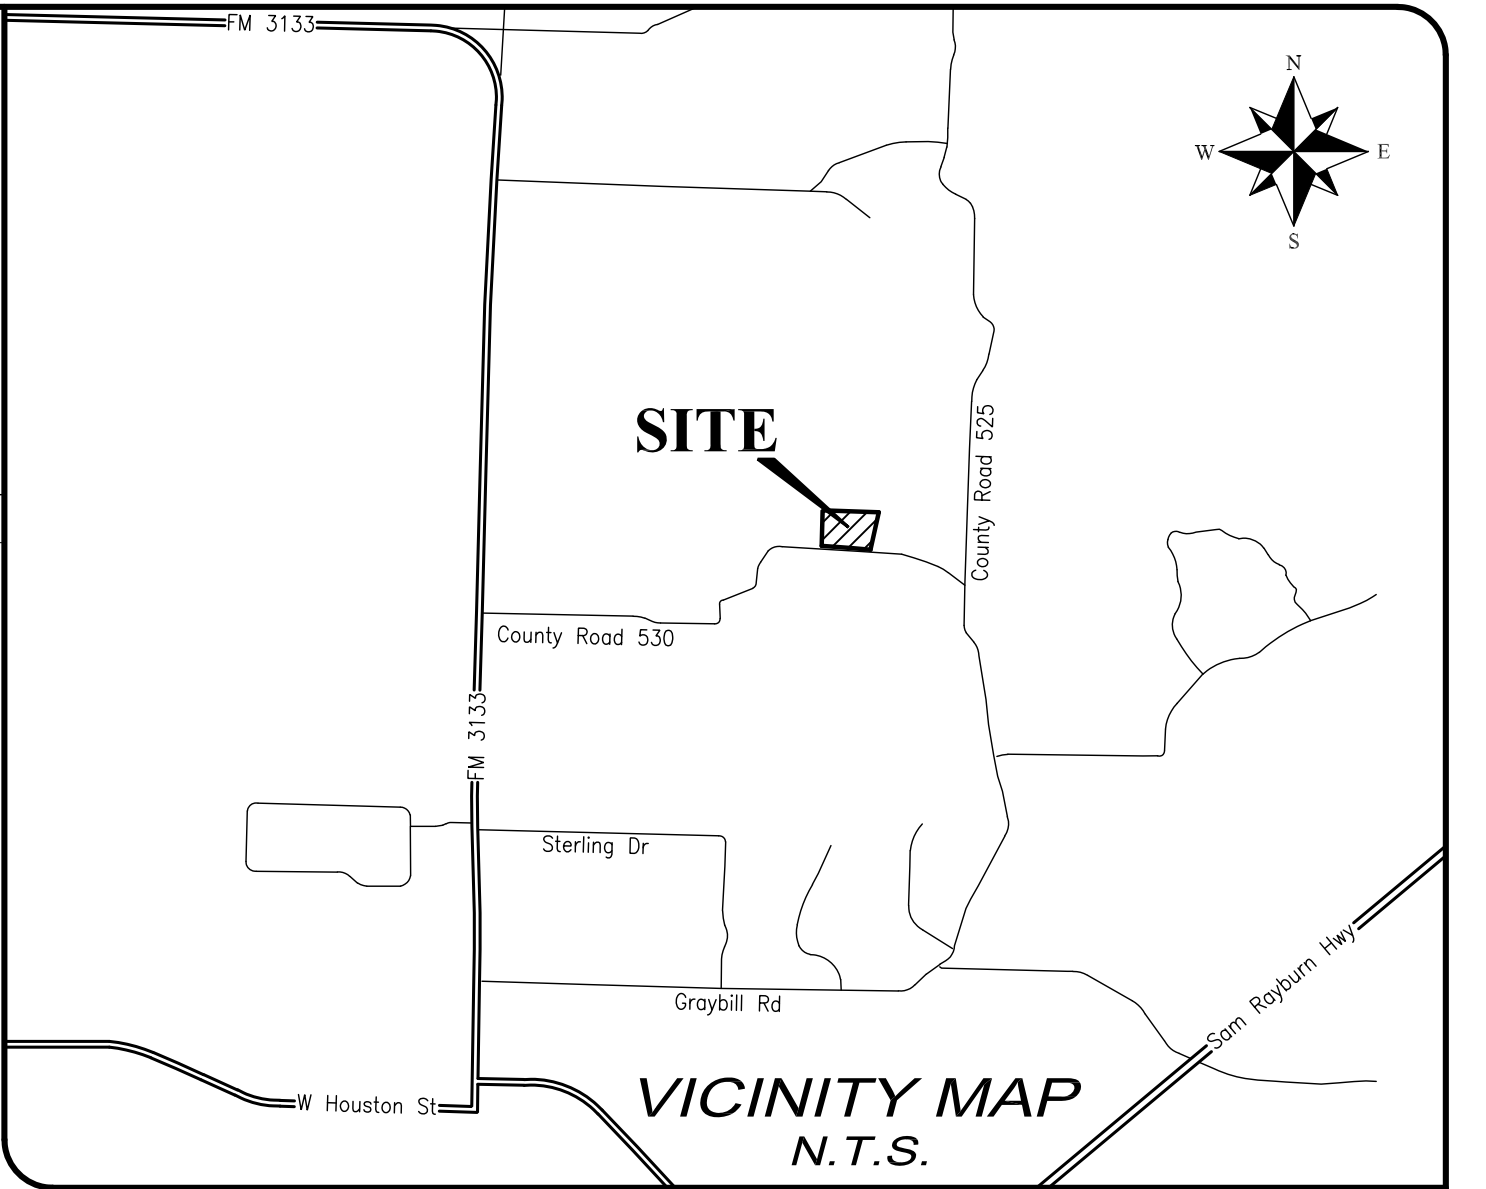 FM 3133
N
W
E
S
SITE
County Road 525
County Road 530
FM 3133
Sterling Dr
Sam Rayburn Hwy
Graybill Rd
W Houston St
VICINITY MAP
N.T.S.